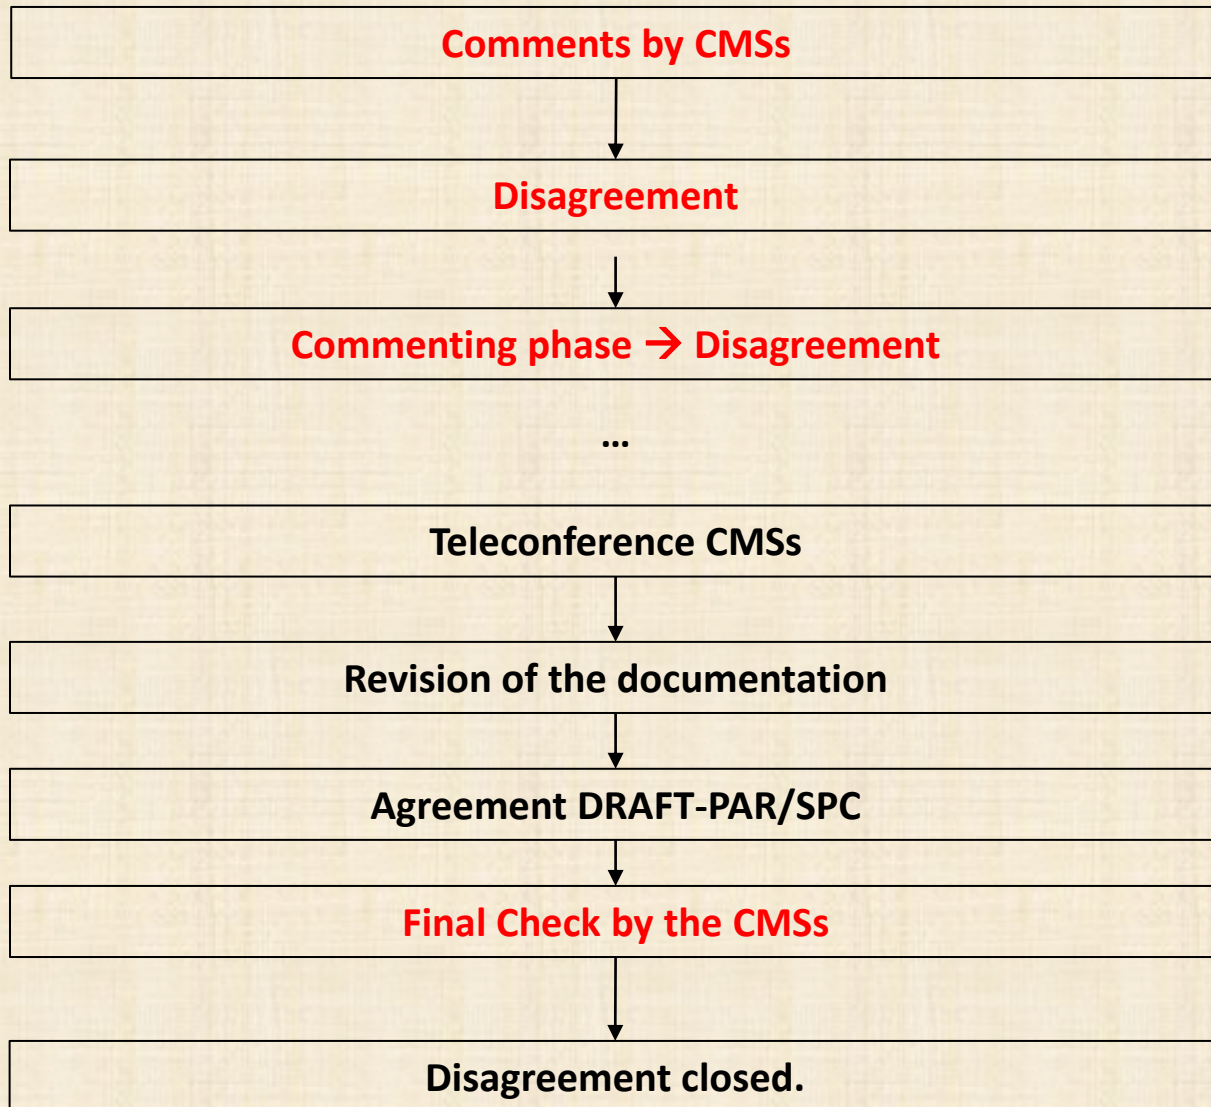 Comments by CMSs
Disagreement
Commenting phase → Disagreement
…
Teleconference CMSs
Revision of the documentation
Agreement DRAFT-PAR/SPC
Final Check by the CMSs
Disagreement closed.